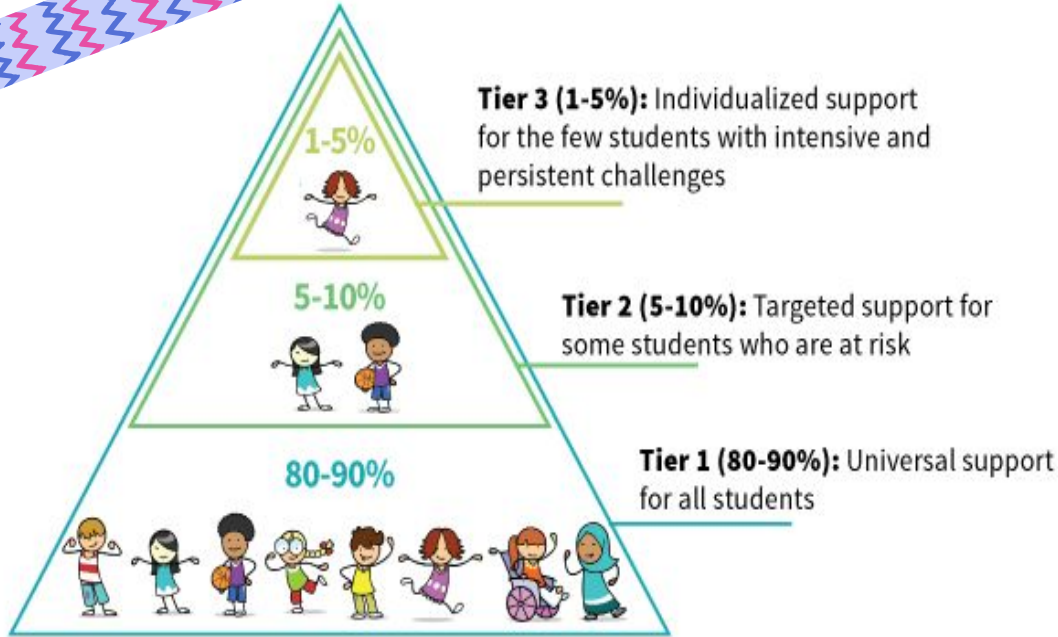 1-5%
Tier 3 (1-5%): Individualized support
for the few students with intensive and
persistent challenges
5-10%
Tier 2 (5-10%): Targeted support for
some students who are at risk
80-90%
Tier 1 (80-90%): Universal support
for all students